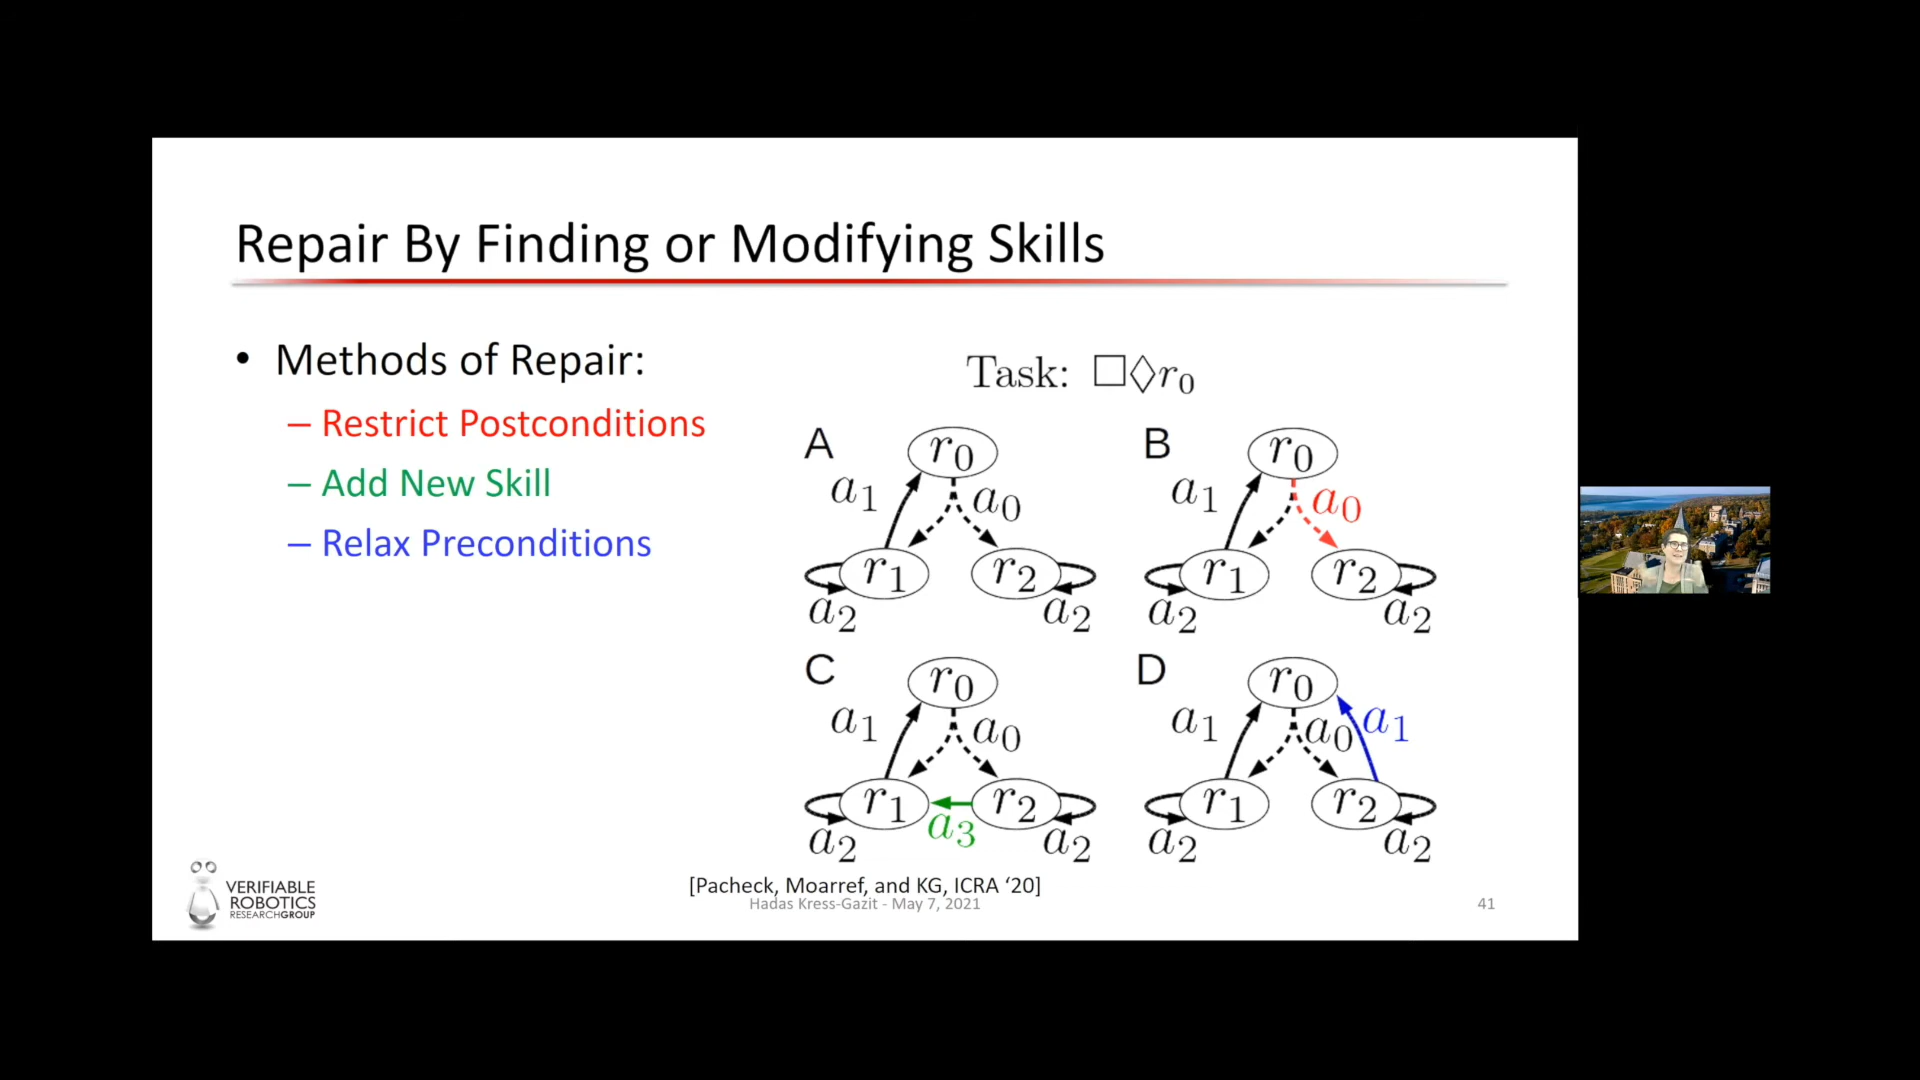 Repair By Finding or Modifying Skills
• Methods of Repair:
– Restrict Postconditions
– Add New Skill
– Relax Preconditions
Task: □◇r₀
A
r₀
a₁
a₀
r₁
r₂
a₂
a₂
B
r₀
a₁
a₀
r₁
r₂
a₂
a₂
C
r₀
a₁
a₀
r₁
r₂
a₃
a₂
a₂
D
r₀
a₁
a₀
a₁
r₁
r₂
a₂
a₂
VERIFIABLE
ROBOTICS
RESEARCHGROUP
[Pacheck, Moarref, and KG, ICRA ‘20]
Hadas Kress-Gazit - May 7, 2021
41